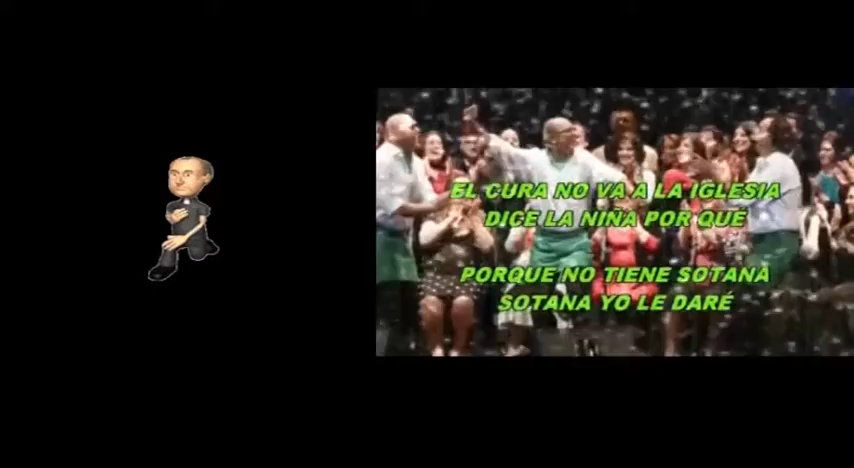 EL CURA NO VA A LA IGLESIA
DICE LA NIÑA POR QUÉ
PORQUE NO TIENE SOTANA
SOTANA YO LE DARÉ